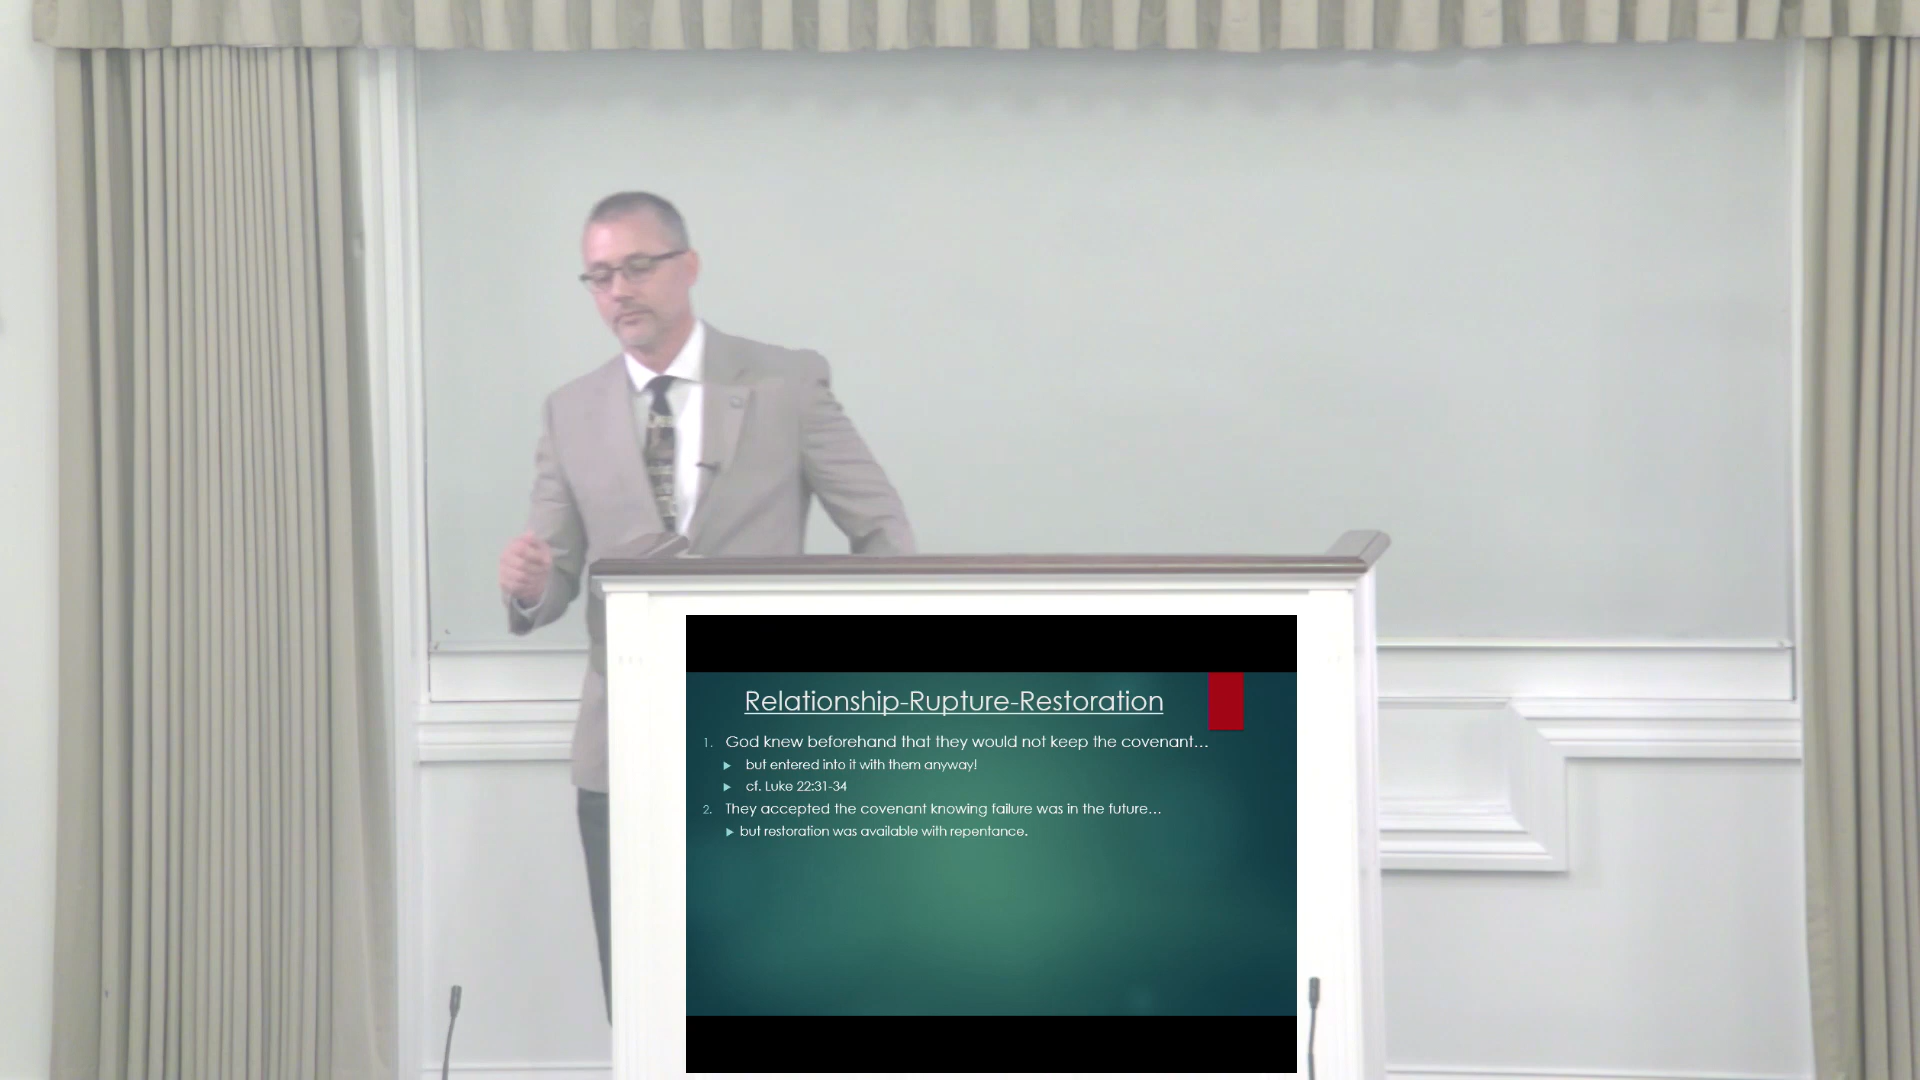 Relationship-Rupture-Restoration
1. God knew beforehand that they would not keep the covenant…
▶ but entered into it with them anyway!
▶ cf. Luke 22:31-34
2. They accepted the covenant knowing failure was in the future…
▶ but restoration was available with repentance.